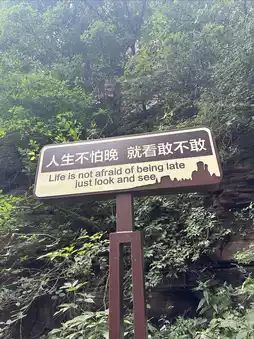 人生不怕晚 就看敢不敢
Life is not afraid of being late
just look and see